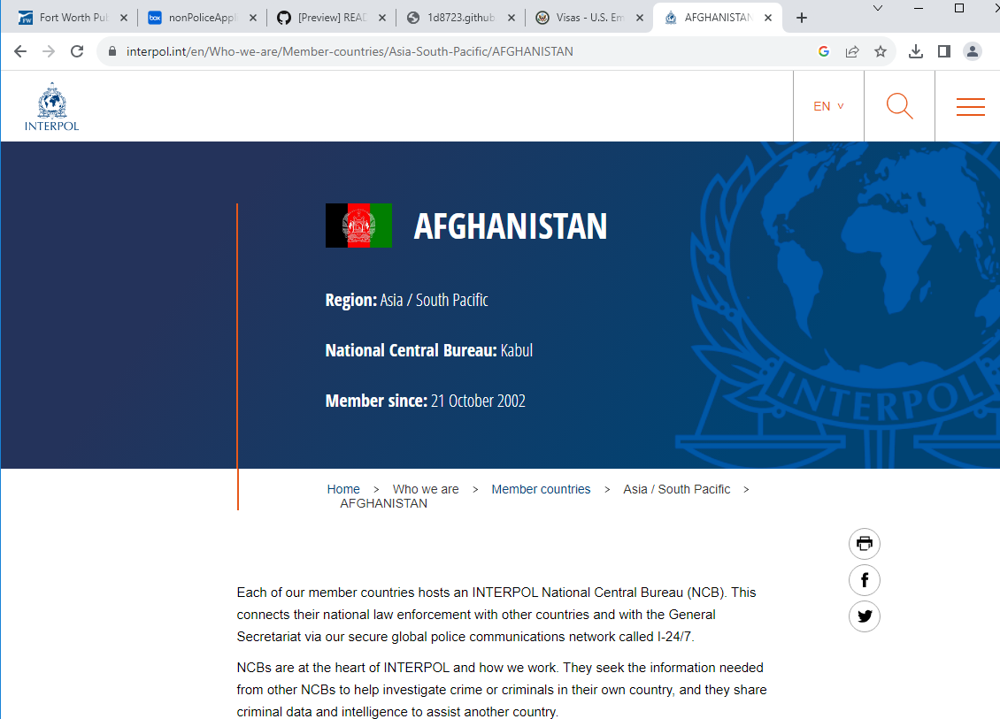 Fort Worth Pu
nonPoliceAppl
[Preview] READ
1d8723.github
Visas - U.S. Em
AFGHANISTAN
interpol.int/en/Who-we-are/Member-countries/Asia-South-Pacific/AFGHANISTAN
INTERPOL
EN
AFGHANISTAN
Region: Asia / South Pacific
National Central Bureau: Kabul
Member since: 21 October 2002
INTERPOL
Home > Who we are > Member countries > Asia / South Pacific >
AFGHANISTAN
Each of our member countries hosts an INTERPOL National Central Bureau (NCB). This
connects their national law enforcement with other countries and with the General
Secretariat via our secure global police communications network called I-24/7.
NCBs are at the heart of INTERPOL and how we work. They seek the information needed
from other NCBs to help investigate crime or criminals in their own country, and they share
criminal data and intelligence to assist another country.